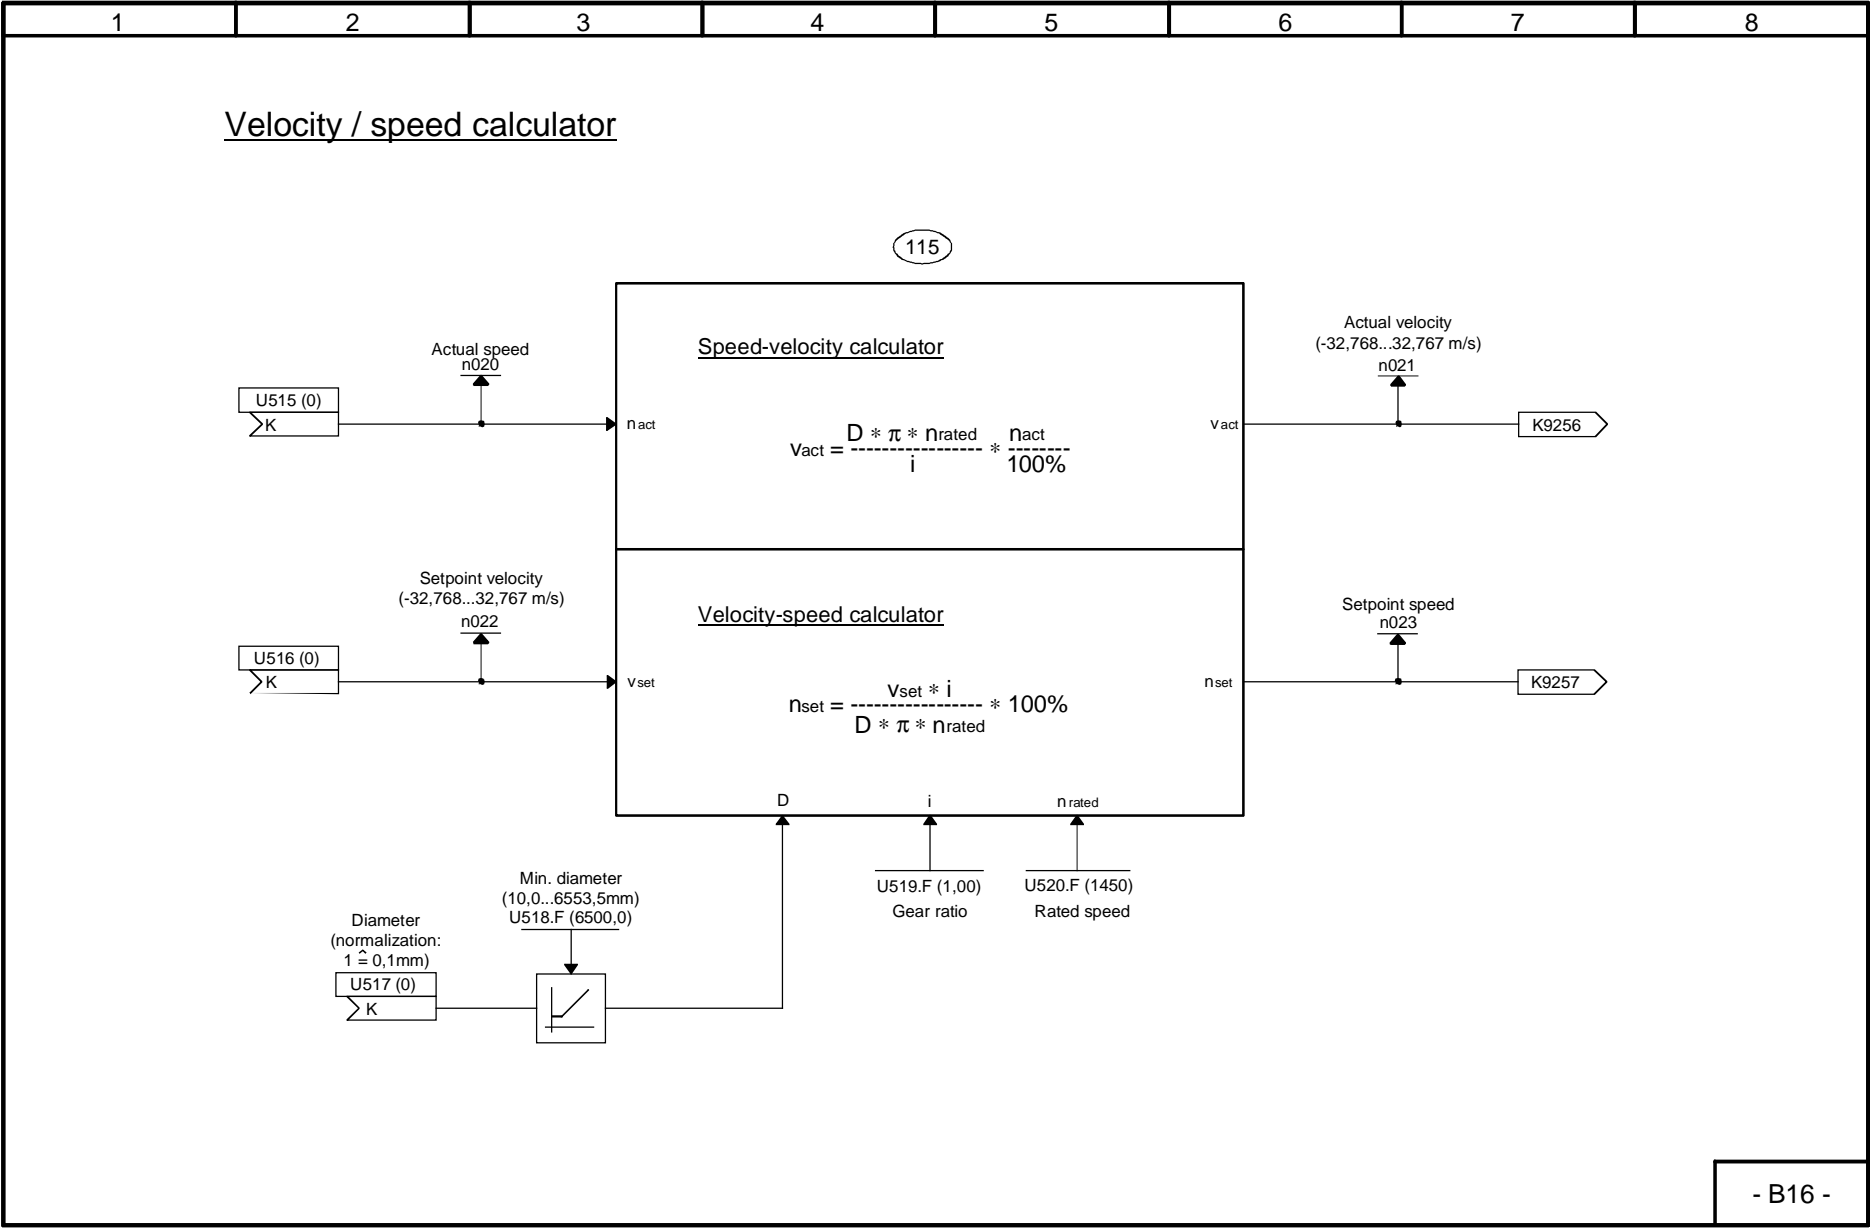 1 2 3 4 5 6 7 8
Velocity / speed calculator
115
Actual speed
n020
U515 (0)
K
n act
Speed-velocity calculator
vact = D * π * nrated / i * nact / 100%
v act
Actual velocity
(-32,768...32,767 m/s)
n021
K9256
Setpoint velocity
(-32,768...32,767 m/s)
n022
U516 (0)
K
v set
Velocity-speed calculator
nset = vset * i / D * π * nrated * 100%
n set
Setpoint speed
n023
K9257
D i n rated
U519.F (1,00)
Gear ratio
U520.F (1450)
Rated speed
Min. diameter
(10,0...6553,5mm)
U518.F (6500,0)
Diameter
(normalization:
1 ≙ 0,1mm)
U517 (0)
K
- B16 -